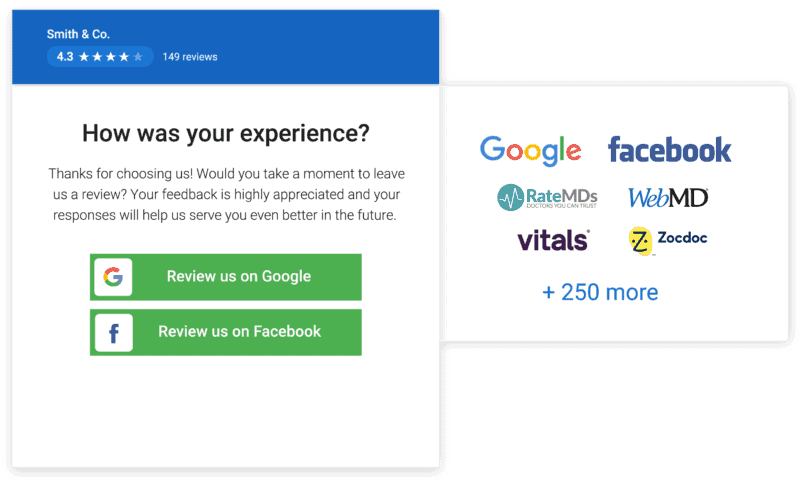 Smith & Co.
4.3 ★★★★★ 149 reviews
How was your experience?
Thanks for choosing us! Would you take a moment to leave
us a review? Your feedback is highly appreciated and your
responses will help us serve you even better in the future.
G Review us on Google
f Review us on Facebook
Google facebook
RateMDs WebMD®
DOCTORS YOU CAN TRUST
vitals® Zocdoc
+ 250 more